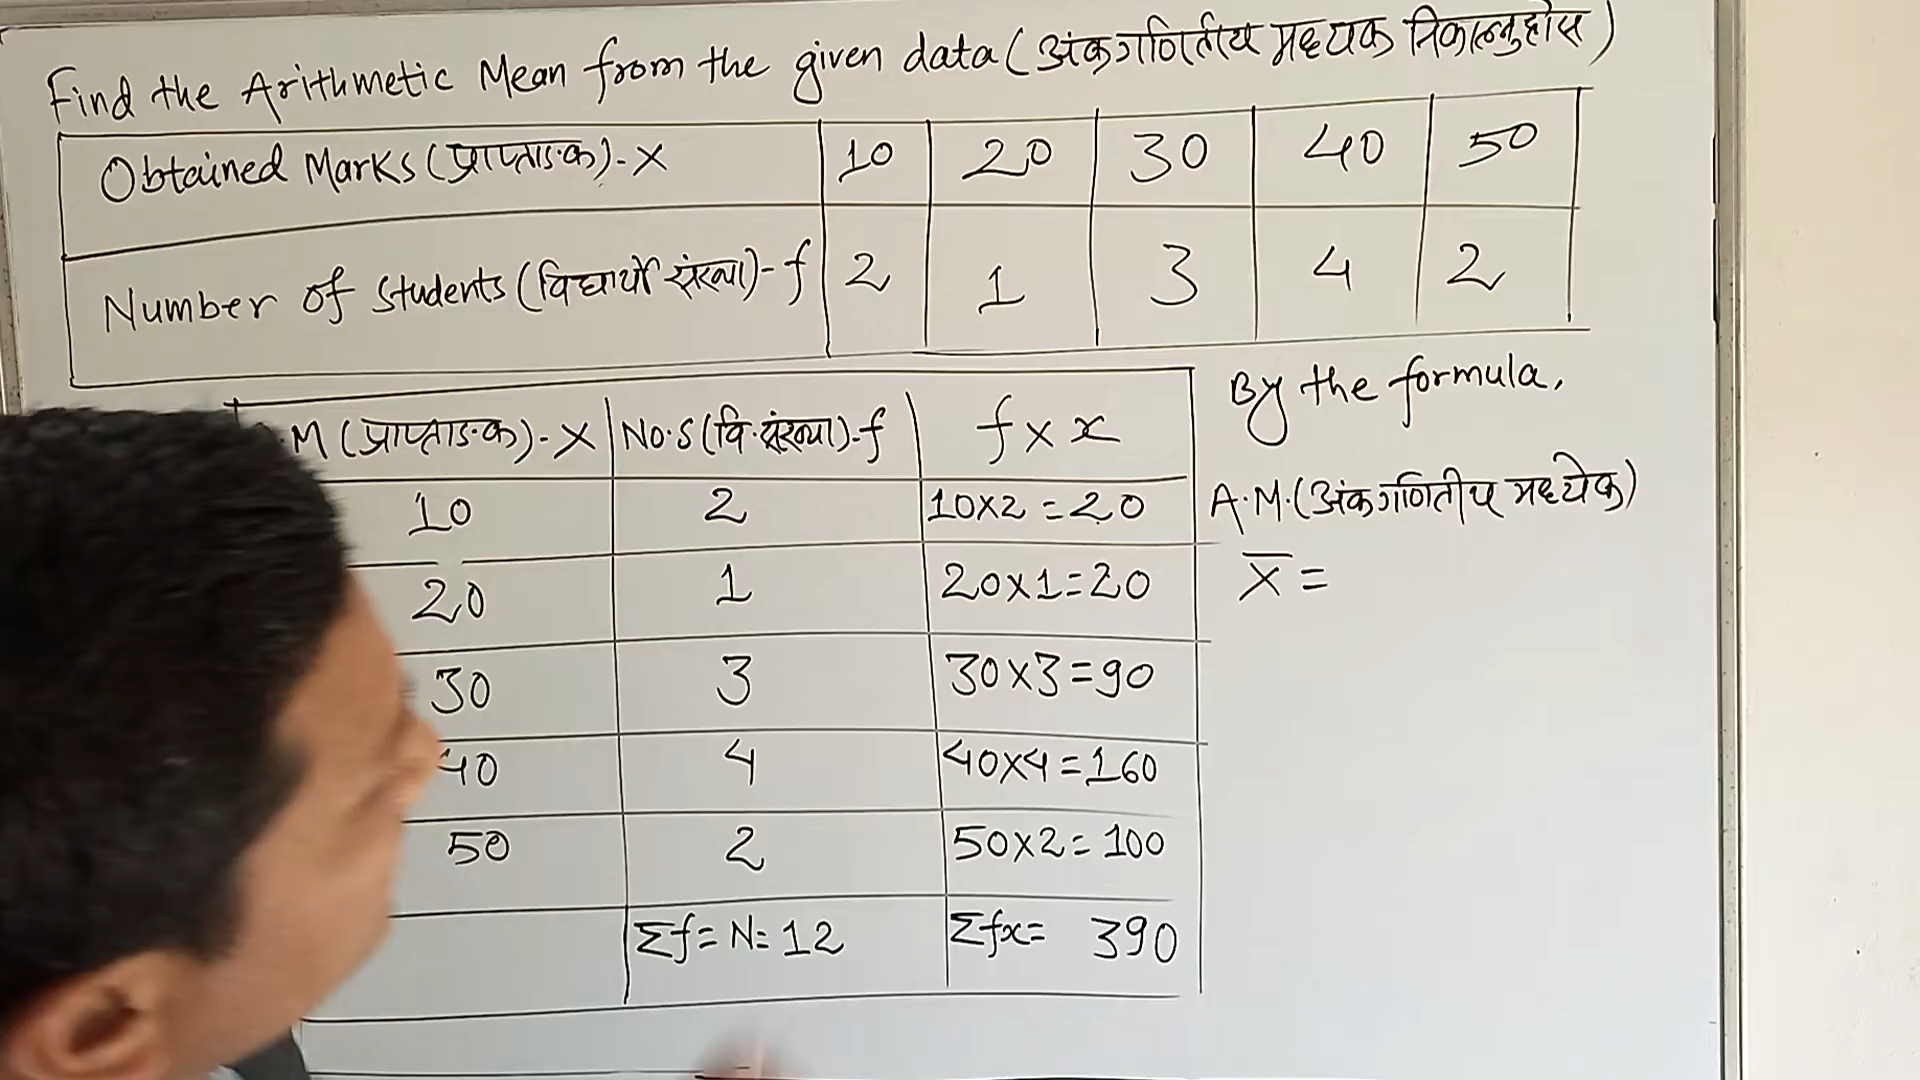 Find the Arithmetic Mean from the given data (अंकगणितीय मध्यक निकाल्नुहोस)
Obtained Marks (प्राप्ताङ्क) - X 10 20 30 40 50
Number of Students (विद्यार्थी संख्या) - f 2 1 3 4 2
M (प्राप्ताङ्क) - X No.S (वि. संख्या) - f f x x
10 2 10x2 = 20
20 1 20x1=20
30 3 30x3=90
40 4 40x4=160
50 2 50x2=100
Σf = N= 12 Σfx= 390
By the formula,
A.M. (अंकगणितीय मध्येक)
X̄ =